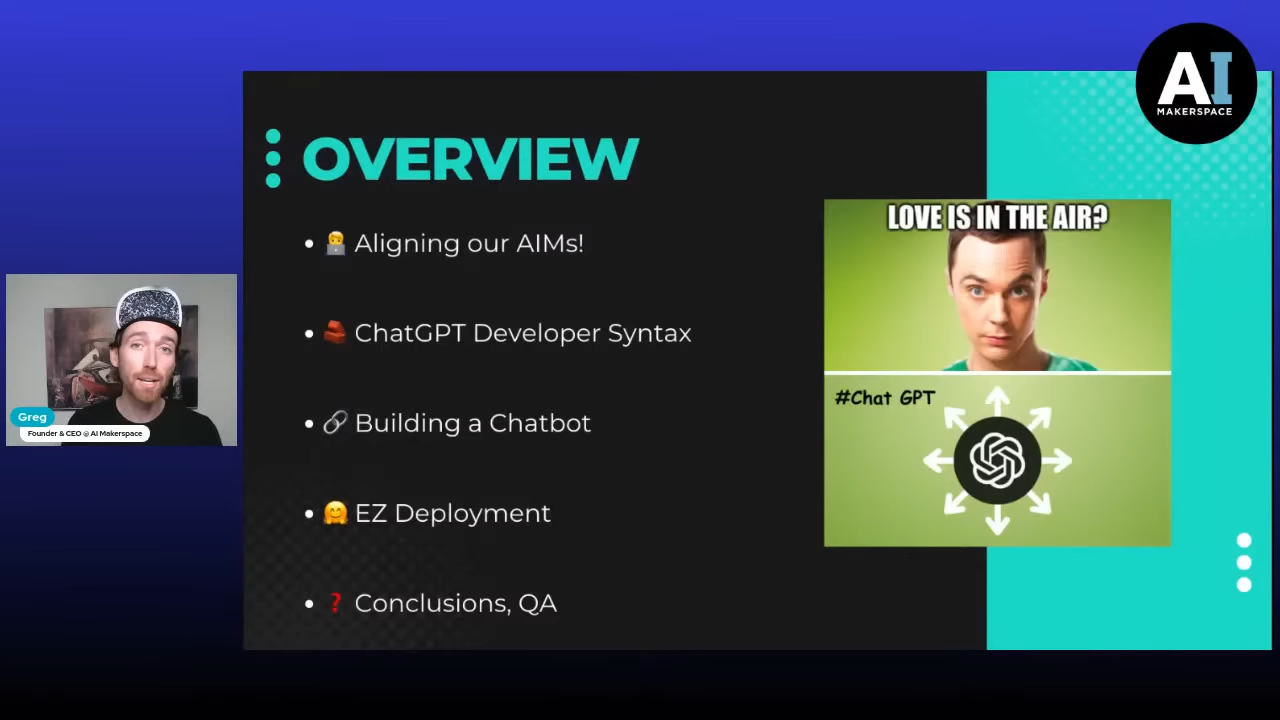 AI
MAKERSPACE
OVERVIEW
Aligning our AIMs!
ChatGPT Developer Syntax
Building a Chatbot
EZ Deployment
❓ Conclusions, QA
LOVE IS IN THE AIR?
#Chat GPT
Greg
Founder & CEO @ AI Makerspace